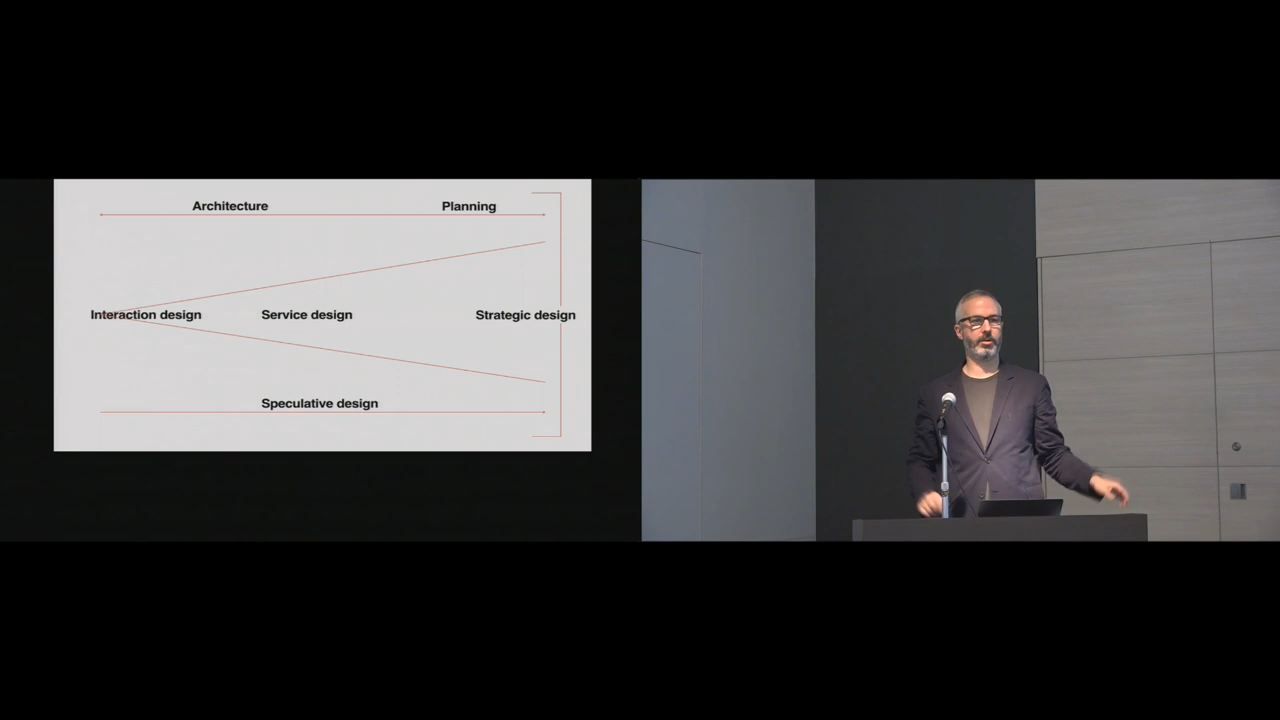 Architecture
Planning
Interaction design
Service design
Strategic design
Speculative design